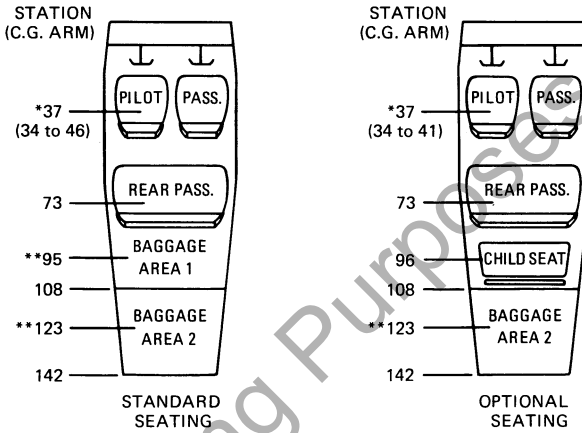 STATION
(C.G. ARM)
PILOT
PASS.
*37
(34 to 46)
REAR PASS.
73
**95
BAGGAGE
AREA 1
108
**123
BAGGAGE
AREA 2
142
STANDARD
SEATING
STATION
(C.G. ARM)
PILOT
PASS.
*37
(34 to 41)
REAR PASS.
73
96
CHILD SEAT
108
**123
BAGGAGE
AREA 2
142
OPTIONAL
SEATING
ng Purposes